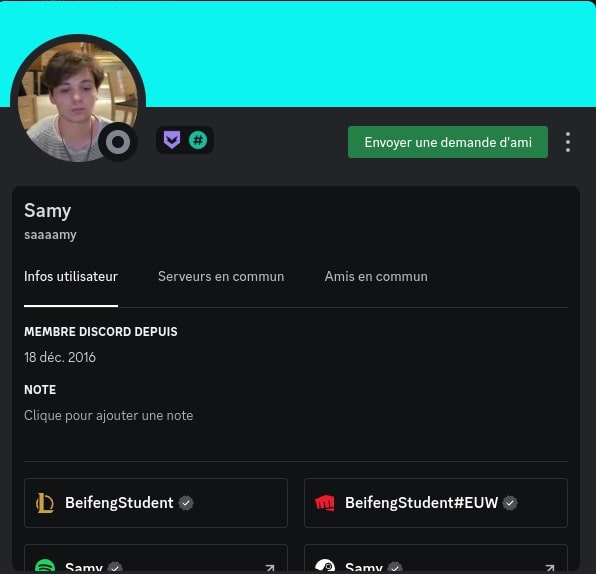 Envoyer une demande d'ami
Samy
saaaamy
Infos utilisateur Serveurs en commun Amis en commun
MEMBRE DISCORD DEPUIS
18 déc. 2016
NOTE
Clique pour ajouter une note
BeifengStudent BeifengStudent#EUW
Samy Samy